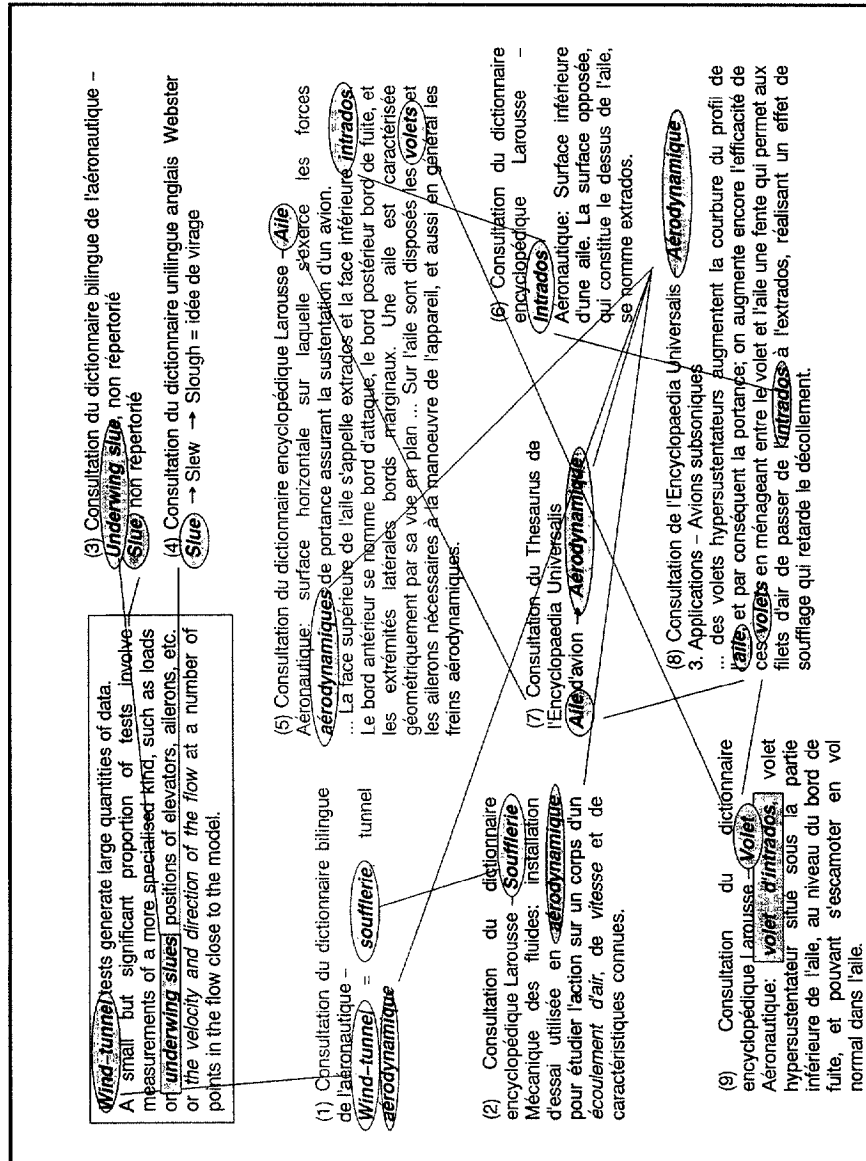 Wind-tunnel tests generate large quantities of data.
A small but significant proportion of tests involve
measurements of a more specialised kind, such as loads
on underwing slues, positions of elevators, ailerons, etc.
or the velocity and direction of the flow at a number of
points in the flow close to the model.
(3) Consultation du dictionnaire bilingue de l'aéronautique –
Underwing slue, non répertorié
Slue, non répertorié
(4) Consultation du dictionnaire unilingue anglais Webster
Slue → Slew → Slough = idée de virage
(1) Consultation du dictionnaire bilingue
de l'aéronautique –
Wind-tunnel = soufflerie, tunnel
aérodynamique
(5) Consultation du dictionnaire encyclopédique Larousse – Aile
Aéronautique: surface horizontale sur laquelle s'exerce les forces
aérodynamiques de portance assurant la sustentation d'un avion.
... La face supérieure de l'aile s'appelle extrados et la face inférieure intrados.
Le bord antérieur se nomme bord d'attaque, le bord postérieur bord de fuite, et
les extrémités latérales bords marginaux. Une aile est caractérisée
géométriquement par sa vue en plan ... Sur l'aile sont disposés les volets et
les ailerons nécessaires à la manoeuvre de l'appareil, et aussi en général les
freins aérodynamiques.
(2) Consultation du dictionnaire
encyclopédique Larousse – Soufflerie
Mécanique des fluides: installation
d'essai utilisée en aérodynamique
pour étudier l'action sur un corps d'un
écoulement d'air, de vitesse et de
caractéristiques connues.
(7) Consultation du Thesaurus de
l'Encyclopaedia Universalis
Aile d'avion → Aérodynamique
(6) Consultation du dictionnaire
encyclopédique Larousse –
Intrados
Aéronautique: Surface inférieure
d'une aile. La surface opposée,
qui constitue le dessus de l'aile,
se nomme extrados.
(9) Consultation du dictionnaire
encyclopédique Larousse – Volet
Aéronautique: volet d'intrados, volet
hypersustentateur situé sous la partie
inférieure de l'aile, au niveau du bord de
fuite, et pouvant s'escamoter en vol
normal dans l'aile.
(8) Consultation de l'Encyclopaedia Universalis – Aérodynamique
3. Applications – Avions subsoniques
... des volets hypersustentateurs augmentent la courbure du profil de
l'aile, et par conséquent la portance; on augmente encore l'efficacité de
ces volets en ménageant entre le volet et l'aile une fente qui permet aux
filets d'air de passer de l'intrados à l'extrados, réalisant un effet de
soufflage qui retarde le décollement.